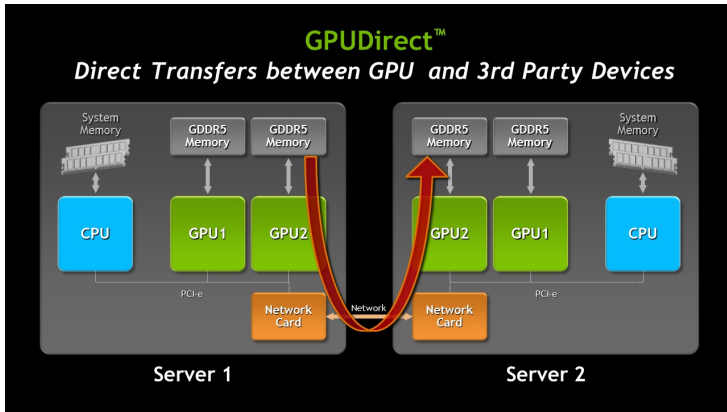 GPUDirect™
Direct Transfers between GPU and 3rd Party Devices
System
Memory
GDDR5
Memory
GDDR5
Memory
CPU
GPU1
GPU2
PCI-e
Network
Card
Server 1
Network
GDDR5
Memory
GDDR5
Memory
System
Memory
GPU2
GPU1
CPU
PCI-e
Network
Card
Server 2